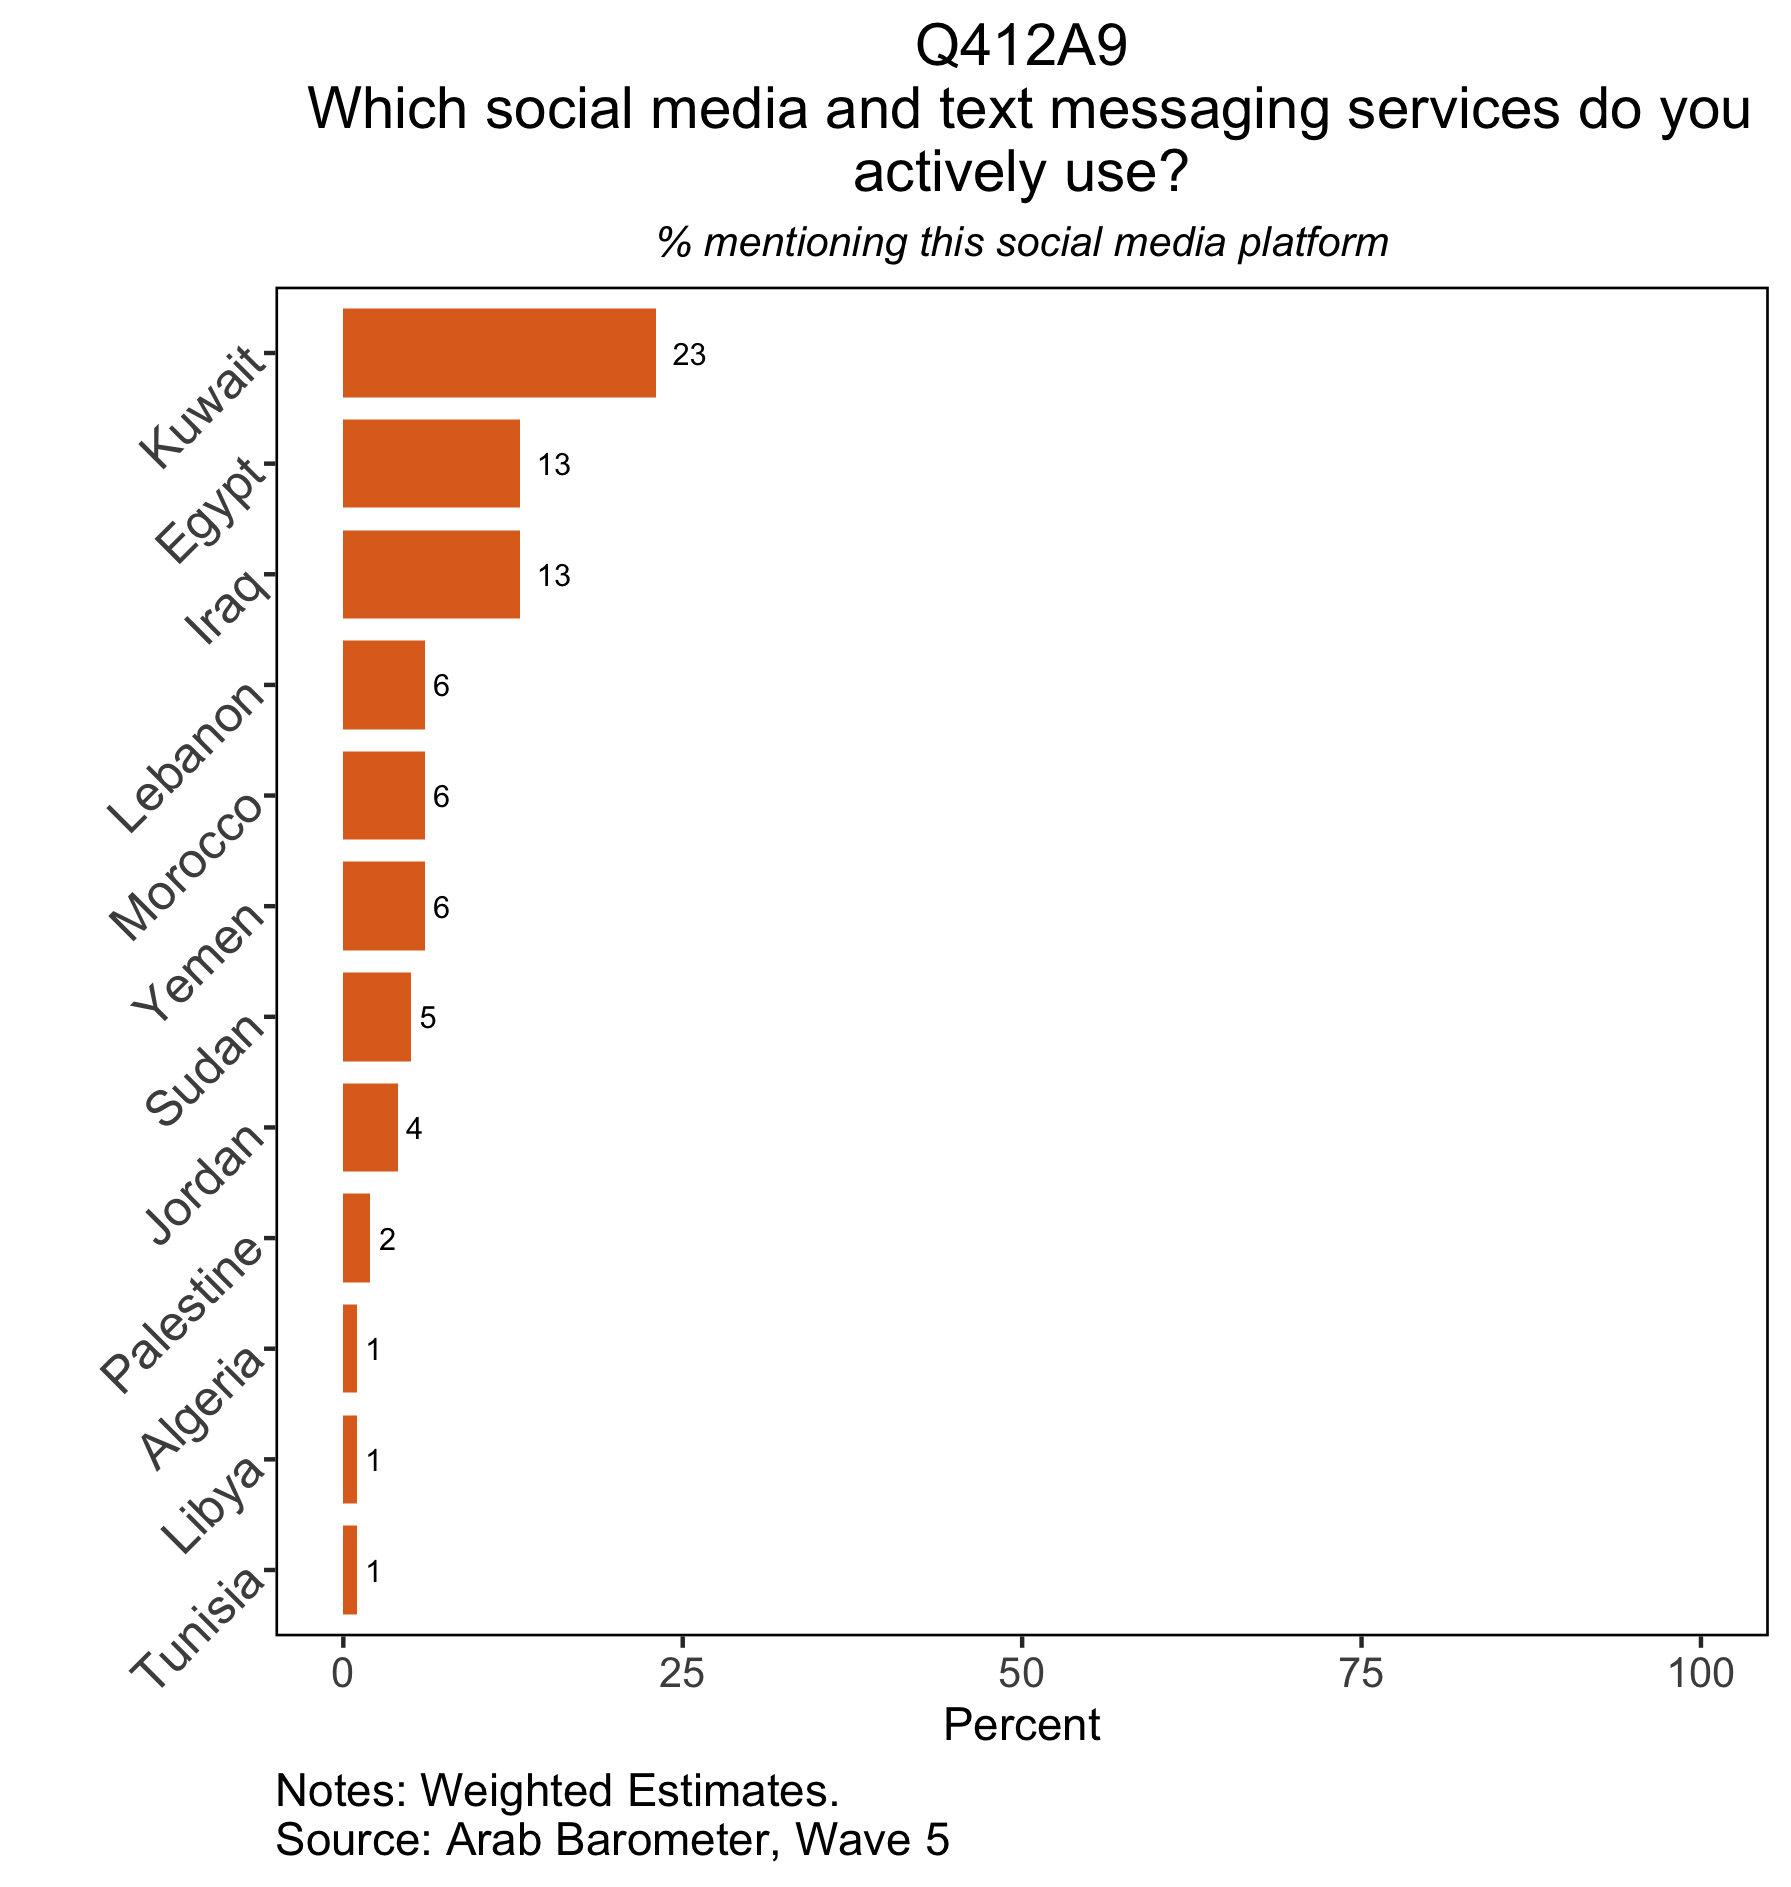 Q412A9
Which social media and text messaging services do you
actively use?
% mentioning this social media platform
Kuwait
23
Egypt
13
Iraq
13
Lebanon
6
Morocco
6
Yemen
6
Sudan
5
Jordan
4
Palestine
2
Algeria
1
Libya
1
Tunisia
1
0 25 50 75 100
Percent
Notes: Weighted Estimates.
Source: Arab Barometer, Wave 5